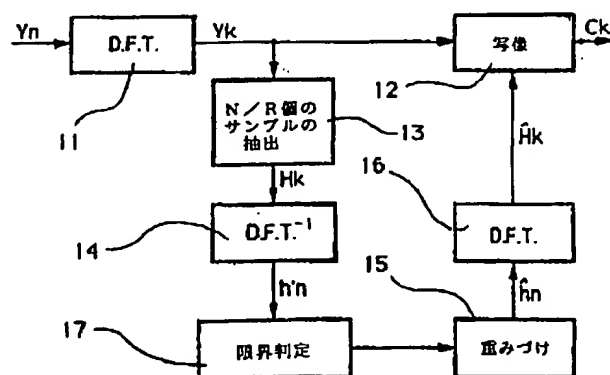 Yn
D.F.T.
Yk
写像
Ck
11
12
N/R個の
サンプルの
抽出
13
Hk
Ĥk
16
14
D.F.T.⁻¹
D.F.T.
h'n
15
ĥn
17
限界判定
重みづけ